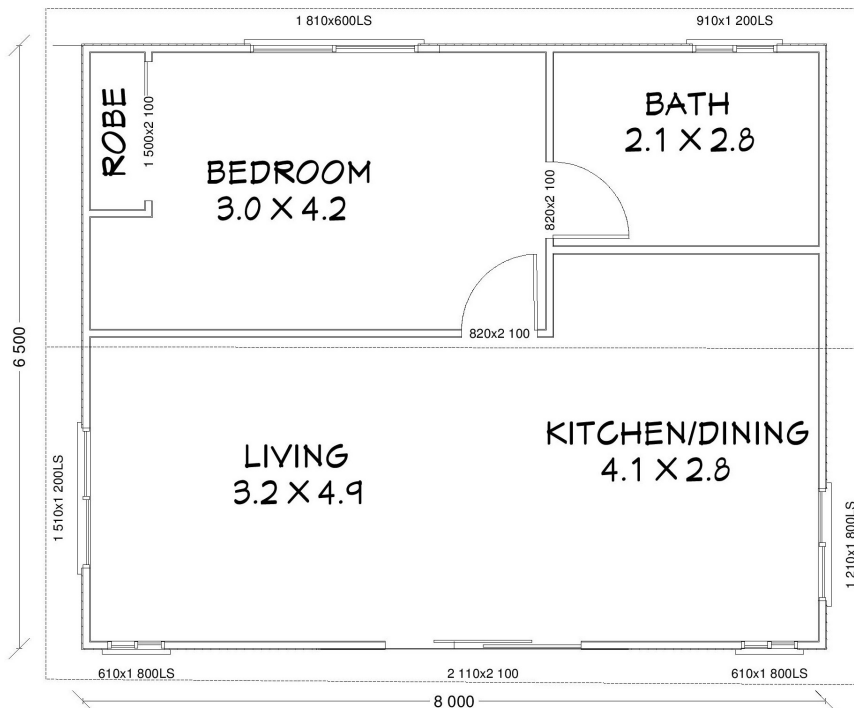 1 810x600LS
910x1 200LS
ROBE
1 500x2 100
BEDROOM
3.0 X 4.2
BATH
2.1 X 2.8
820x2 100
820x2 100
6 500
LIVING
3.2 X 4.9
KITCHEN/DINING
4.1 X 2.8
1 510x1 200LS
1 210x1 800LS
610x1 800LS
2 110x2 100
610x1 800LS
8 000